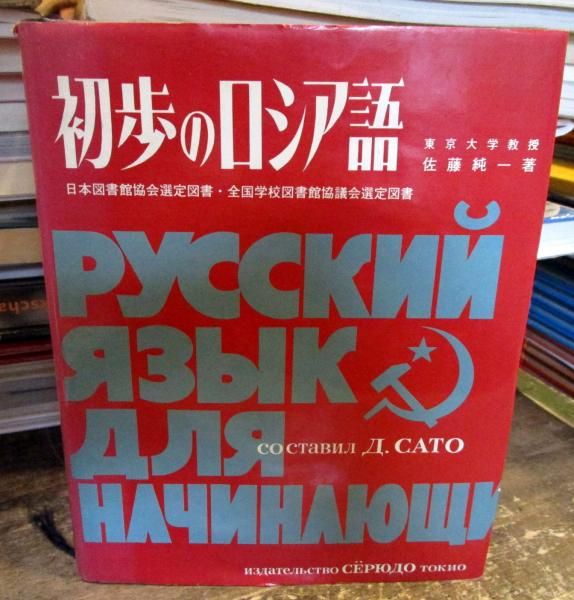 初歩のロシア語
東京大学教授
佐藤純一著
日本図書館協会選定図書・全国学校図書館協議会選定図書
РУССКИЙ
ЯЗЫК
ДЛЯ
составил Д. САТО
НАЧИНАЮЩИ
издательство СЁРЮДО токио